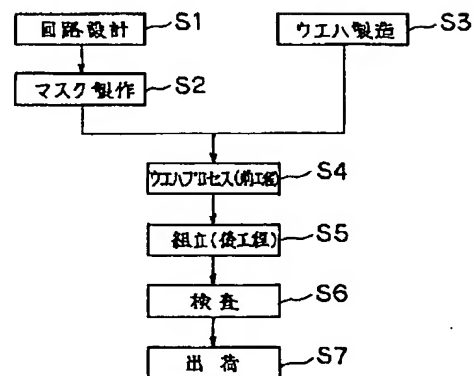 回路設計 S1
ウエハ製造 S3
マスク製作 S2
ウエハプロセス(前工程) S4
組立(後工程) S5
検査 S6
出荷 S7